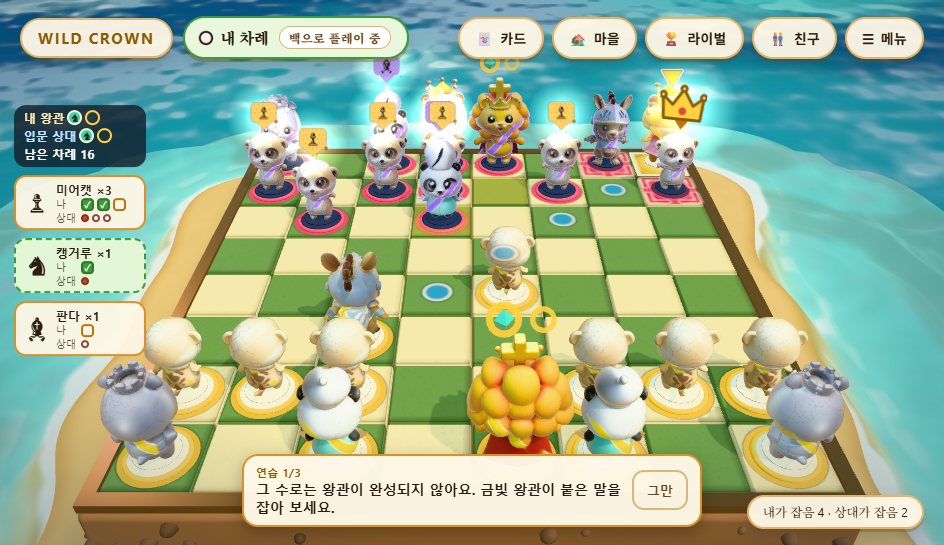 WILD CROWN
내 차례
백으로 플레이 중
카드
마을
라이벌
친구
메뉴
내 왕관
입문 상대
남은 차례 16
미어캣 ×3
나
상대
캥거루 ×1
나
상대
판다 ×1
나
상대
연습 1/3
그 수로는 왕관이 완성되지 않아요. 금빛 왕관이 붙은 말을
잡아 보세요.
그만
내가 잡음 4 · 상대가 잡음 2